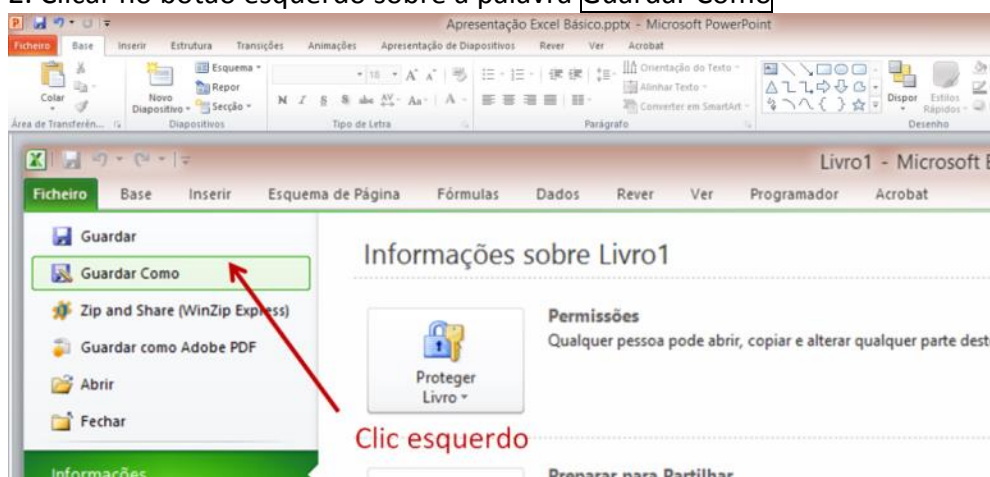 2. Clicar no botão esquerdo sobre a palavra Guardar Como
Apresentação Excel Básico.pptx - Microsoft PowerPoint
Ficheiro Base Inserir Estrutura Transições Animações Apresentação de Diapositivos Rever Ver Acrobat
Colar
Novo Diapositivo
Esquema
Repor
Secção
18
N I S S abc AV Aa A
Orientação do Texto
Alinhar Texto
Converter em SmartArt
Dispor
Estilos Rápidos
Área de Transferên... Diapositivos Tipo de Letra Parágrafo Desenho
Livro1 - Microsoft E
Ficheiro Base Inserir Esquema de Página Fórmulas Dados Rever Ver Programador Acrobat
Guardar
Guardar Como
Zip and Share (WinZip Express)
Guardar como Adobe PDF
Abrir
Fechar
Informações
Informações sobre Livro1
Proteger
Livro
Permissões
Qualquer pessoa pode abrir, copiar e alterar qualquer parte dest
Clic esquerdo
Preparar para Partilhar